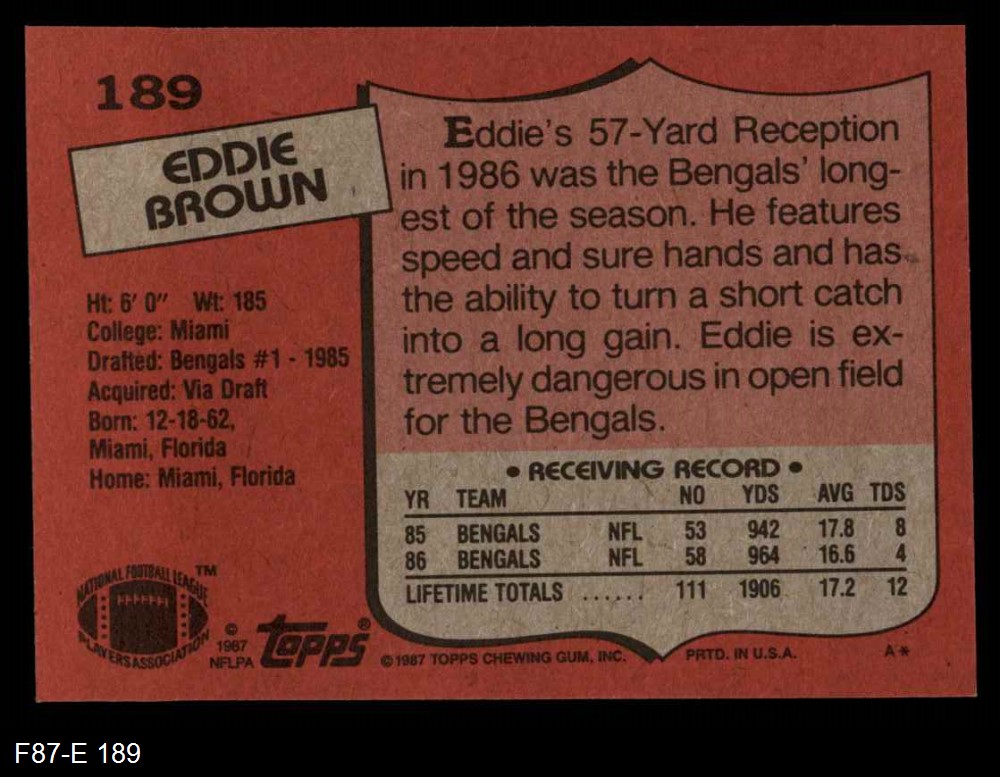 189
EDDIE
BROWN
Ht: 6' 0" Wt: 185
College: Miami
Drafted: Bengals #1 - 1985
Acquired: Via Draft
Born: 12-18-62,
Miami, Florida
Home: Miami, Florida
Eddie's 57-Yard Reception
in 1986 was the Bengals' long-
est of the season. He features
speed and sure hands and has
the ability to turn a short catch
into a long gain. Eddie is ex-
tremely dangerous in open field
for the Bengals.
• RECEIVING RECORD •
YR TEAM NO YDS AVG TDS
85 BENGALS NFL 53 942 17.8 8
86 BENGALS NFL 58 964 16.6 4
LIFETIME TOTALS ...... 111 1906 17.2 12
NATIONAL FOOTBALL LEAGUE TM
PLAYERS ASSOCIATION
© 1987 NFLPA
topps®
© 1987 TOPPS CHEWING GUM, INC. PRTD. IN U.S.A. A*
F87-E 189